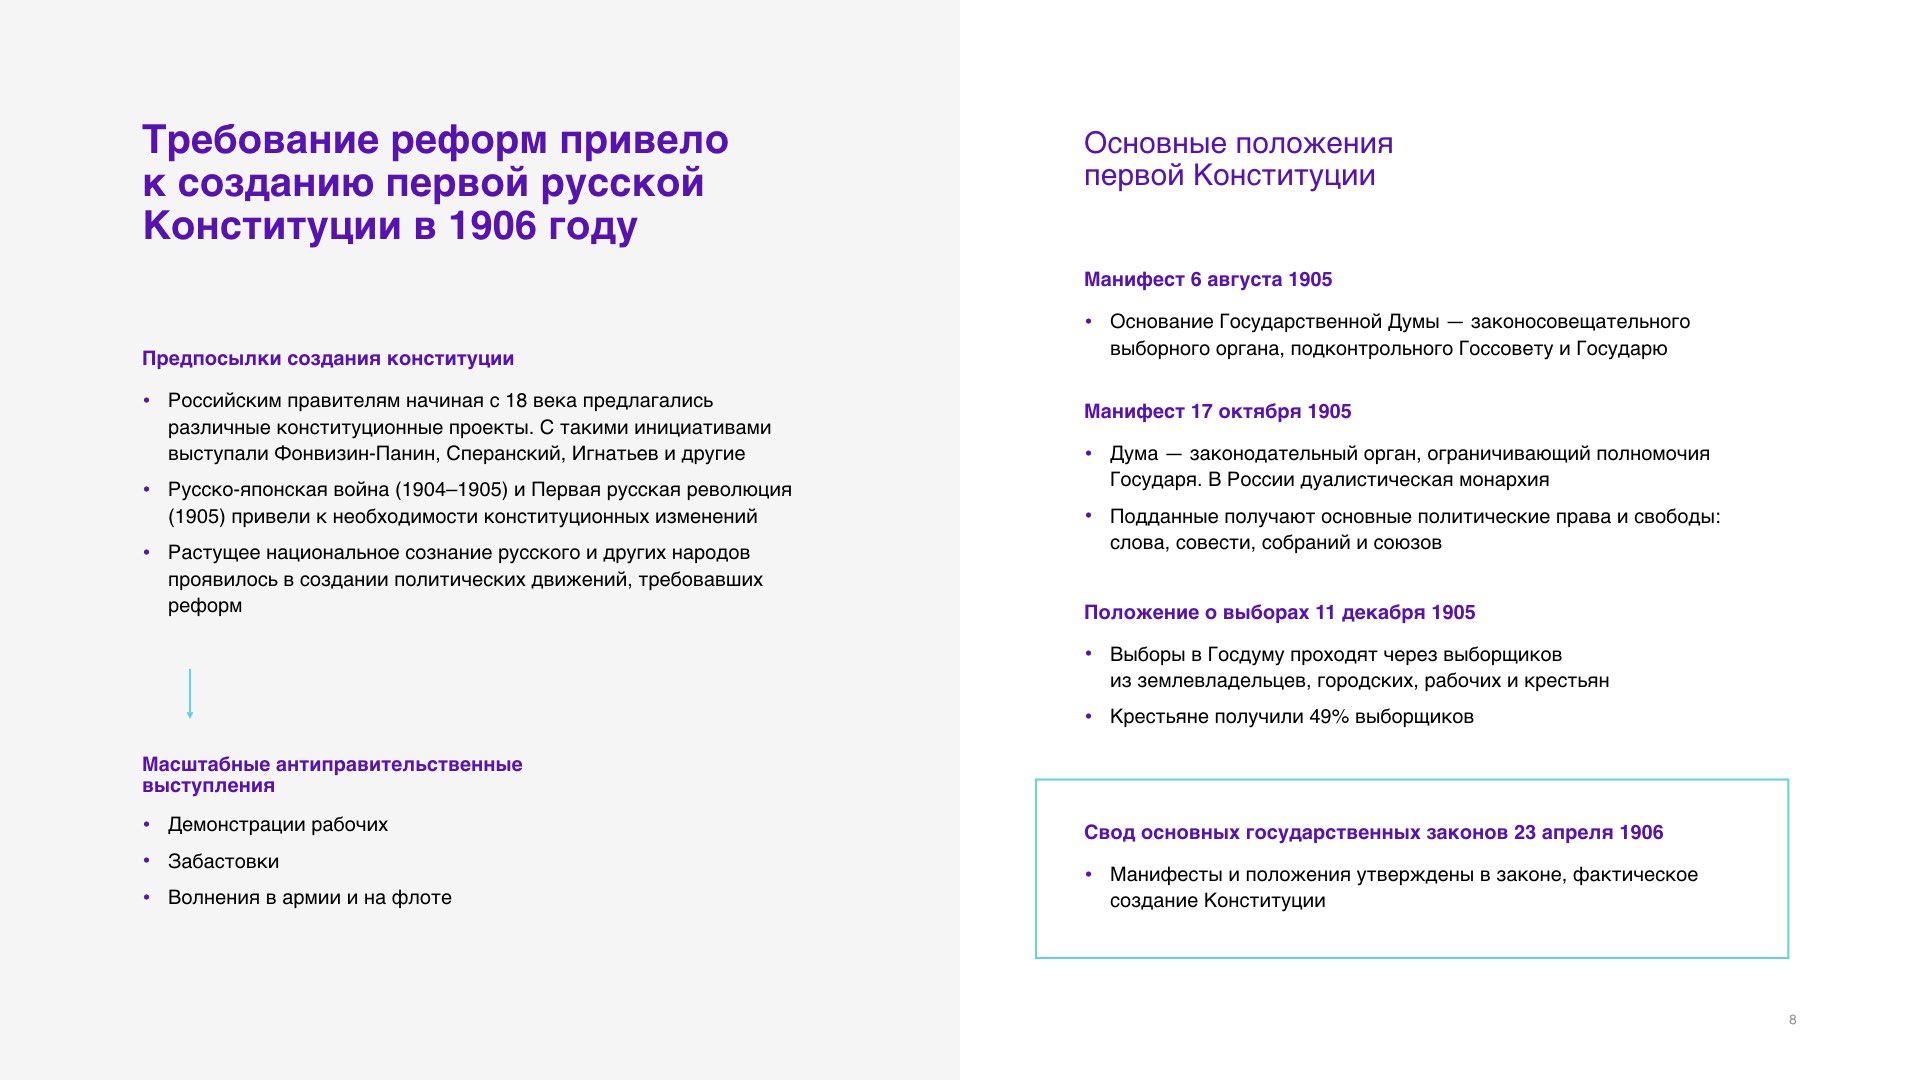 Требование реформ привело
к созданию первой русской
Конституции в 1906 году
Предпосылки создания конституции
• Российским правителям начиная с 18 века предлагались
различные конституционные проекты. С такими инициативами
выступали Фонвизин-Панин, Сперанский, Игнатьев и другие
• Русско-японская война (1904–1905) и Первая русская революция
(1905) привели к необходимости конституционных изменений
• Растущее национальное сознание русского и других народов
проявилось в создании политических движений, требовавших
реформ
Масштабные антиправительственные
выступления
• Демонстрации рабочих
• Забастовки
• Волнения в армии и на флоте
Основные положения
первой Конституции
Манифест 6 августа 1905
• Основание Государственной Думы — законосовещательного
выборного органа, подконтрольного Госсовету и Государю
Манифест 17 октября 1905
• Дума — законодательный орган, ограничивающий полномочия
Государя. В России дуалистическая монархия
• Подданные получают основные политические права и свободы:
слова, совести, собраний и союзов
Положение о выборах 11 декабря 1905
• Выборы в Госдуму проходят через выборщиков
из землевладельцев, городских, рабочих и крестьян
• Крестьяне получили 49% выборщиков
Свод основных государственных законов 23 апреля 1906
• Манифесты и положения утверждены в законе, фактическое
создание Конституции
8